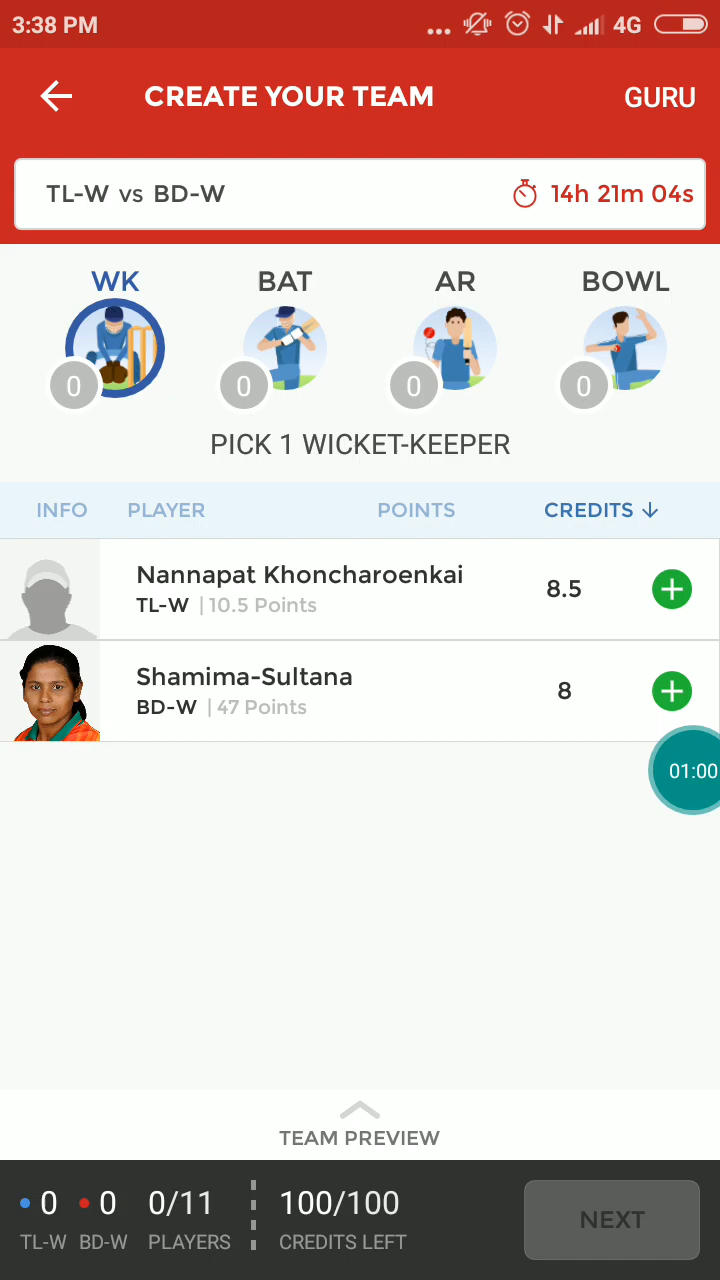 3:38 PM
... 4G
CREATE YOUR TEAM GURU
TL-W vs BD-W 14h 21m 04s
WK BAT AR BOWL
0 0 0 0
PICK 1 WICKET-KEEPER
INFO PLAYER POINTS CREDITS ↓
Nannapat Khoncharoenkai
TL-W | 10.5 Points 8.5 +
Shamima-Sultana
BD-W | 47 Points 8 +
01:00
TEAM PREVIEW
0 0 0/11 100/100 NEXT
TL-W BD-W PLAYERS CREDITS LEFT